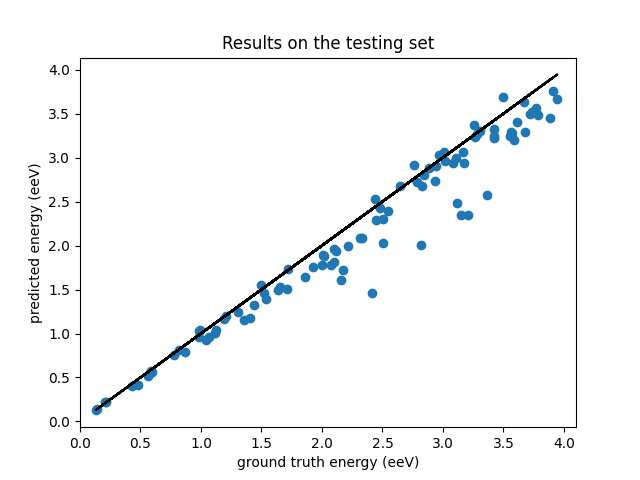 Results on the testing set
4.0
3.5
3.0
2.5
2.0
1.5
1.0
0.5
0.0
predicted energy (eeV)
0.0 0.5 1.0 1.5 2.0 2.5 3.0 3.5 4.0
ground truth energy (eeV)